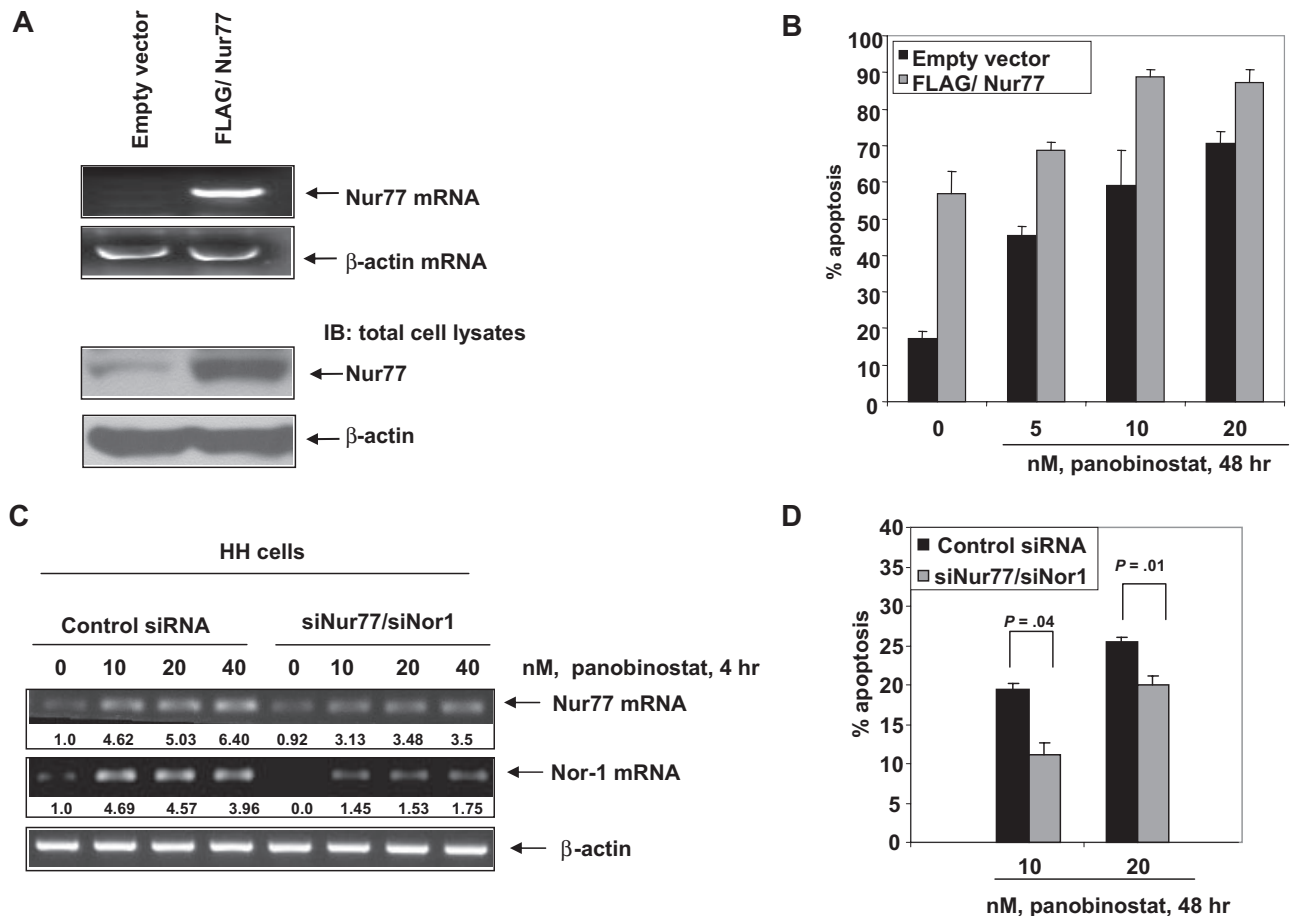 A
Empty vector
FLAG/ Nur77
Nur77 mRNA
β-actin mRNA
IB: total cell lysates
Nur77
β-actin
B
Empty vector
FLAG/ Nur77
% apoptosis
100
90
80
70
60
50
40
30
20
10
0
0 5 10 20
nM, panobinostat, 48 hr
C
HH cells
Control siRNA siNur77/siNor1
0 10 20 40 0 10 20 40 nM, panobinostat, 4 hr
Nur77 mRNA
1.0 4.62 5.03 6.40 0.92 3.13 3.48 3.5
Nor-1 mRNA
1.0 4.69 4.57 3.96 0.0 1.45 1.53 1.75
β-actin
D
Control siRNA
siNur77/siNor1
P = .04
P = .01
% apoptosis
40
35
30
25
20
15
10
5
0
10 20
nM, panobinostat, 48 hr